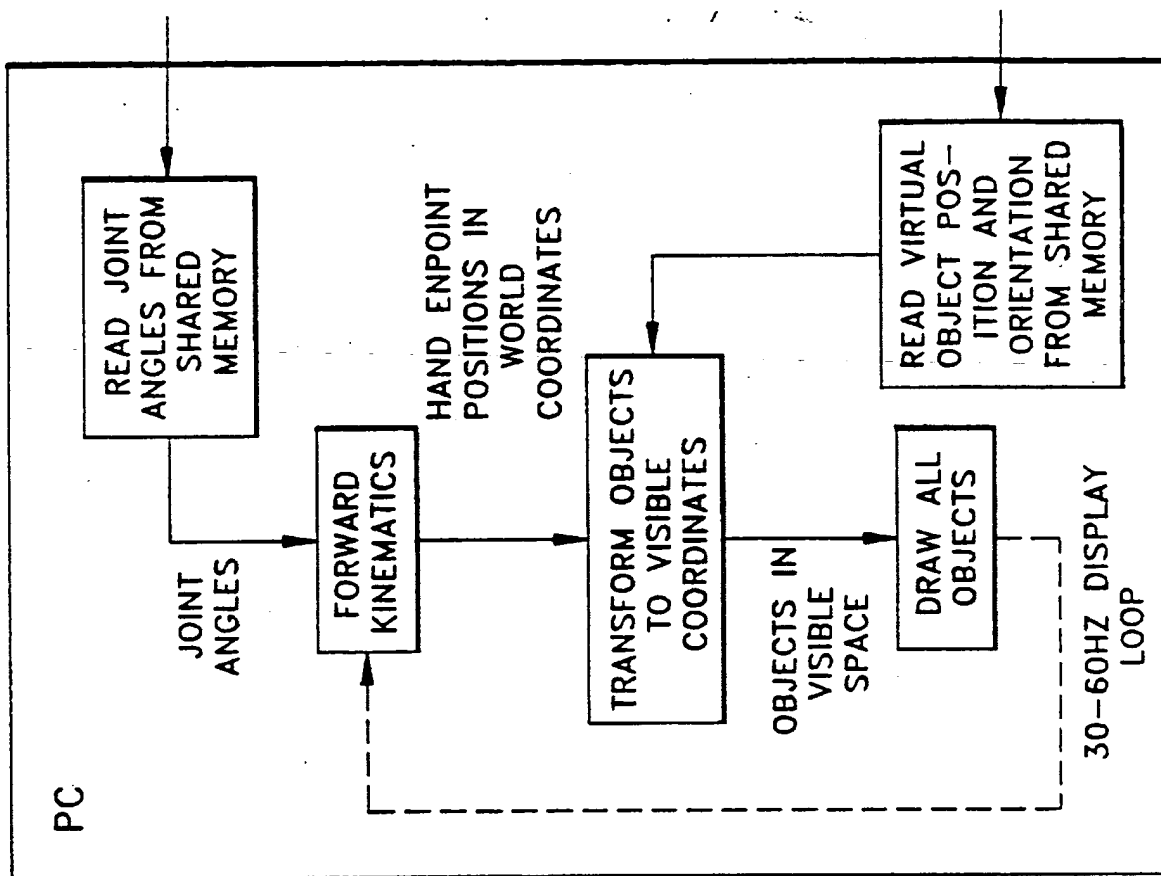 PC
READ JOINT
ANGLES FROM
SHARED
MEMORY
JOINT
ANGLES
FORWARD
KINEMATICS
HAND ENPOINT
POSITIONS IN
WORLD
COORDINATES
TRANSFORM OBJECTS
TO VISIBLE
COORDINATES
READ VIRTUAL
OBJECT POS-
ITION AND
ORIENTATION
FROM SHARED
MEMORY
OBJECTS IN
VISIBLE
SPACE
DRAW ALL
OBJECTS
30-60HZ DISPLAY
LOOP